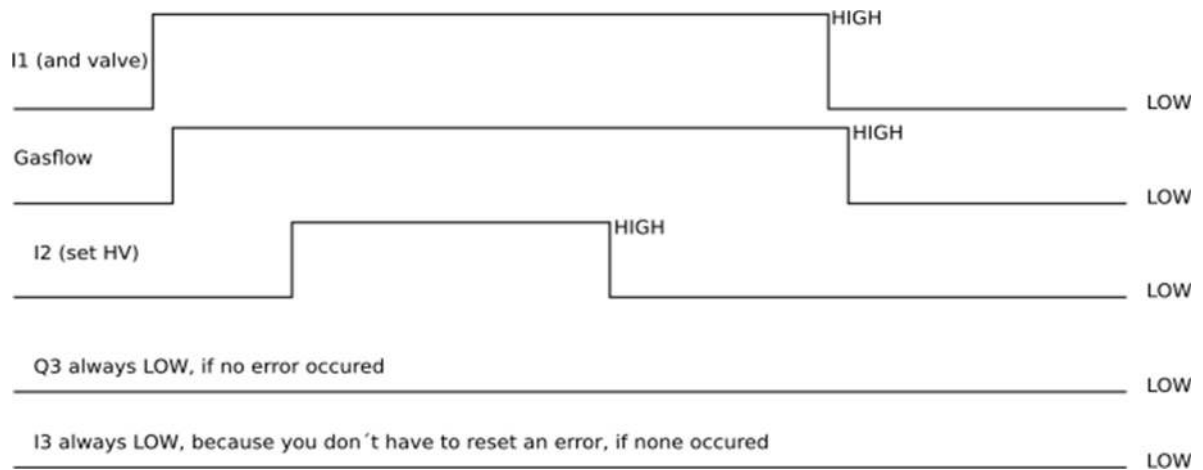 HIGH
I1 (and valve)
LOW
HIGH
Gasflow
LOW
HIGH
I2 (set HV)
LOW
Q3 always LOW, if no error occured
LOW
I3 always LOW, because you don´t have to reset an error, if none occured
LOW